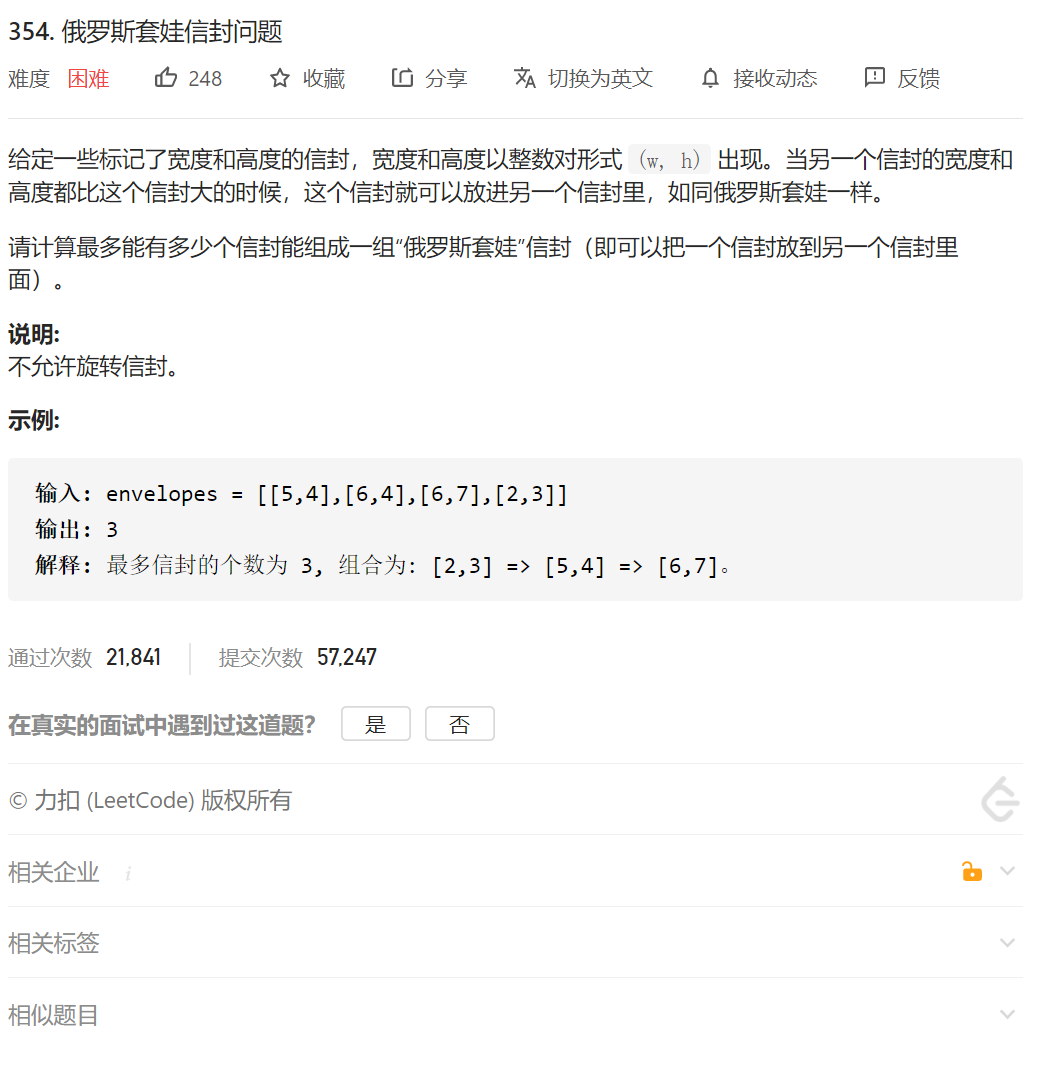 354. 俄罗斯套娃信封问题
难度 困难 248 收藏 分享 切换为英文 接收动态 反馈
给定一些标记了宽度和高度的信封，宽度和高度以整数对形式 (w, h) 出现。当另一个信封的宽度和
高度都比这个信封大的时候，这个信封就可以放进另一个信封里，如同俄罗斯套娃一样。
请计算最多能有多少个信封能组成一组“俄罗斯套娃”信封（即可以把一个信封放到另一个信封里
面）。
说明:
不允许旋转信封。
示例:
输入: envelopes = [[5,4],[6,4],[6,7],[2,3]]
输出: 3
解释: 最多信封的个数为 3, 组合为: [2,3] => [5,4] => [6,7]。
通过次数 21,841 提交次数 57,247
在真实的面试中遇到过这道题? 是 否
© 力扣 (LeetCode) 版权所有
相关企业 i
相关标签
相似题目